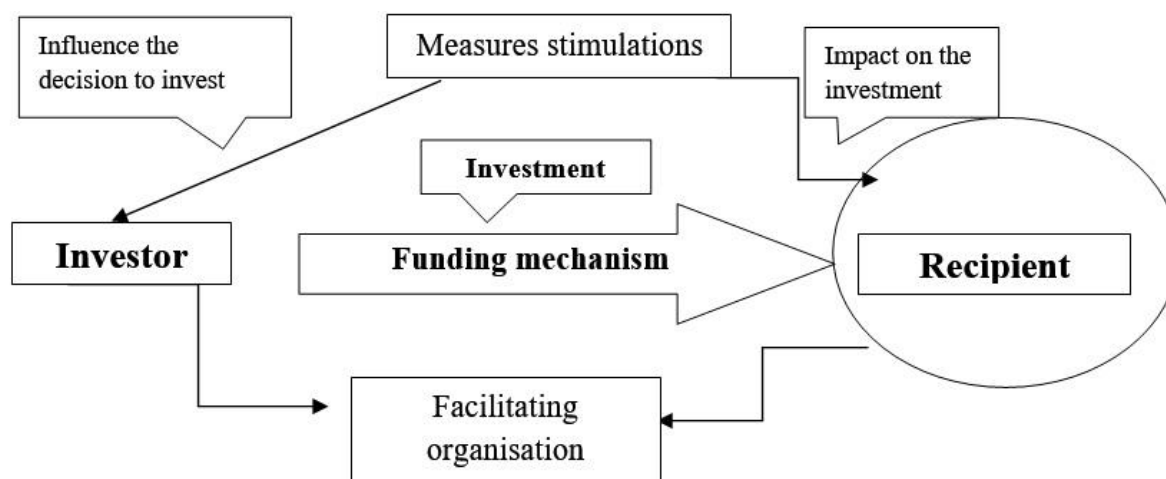 Influence the
decision to invest
Measures stimulations
Impact on the
investment
Investment
Investor
Funding mechanism
Recipient
Facilitating
organisation